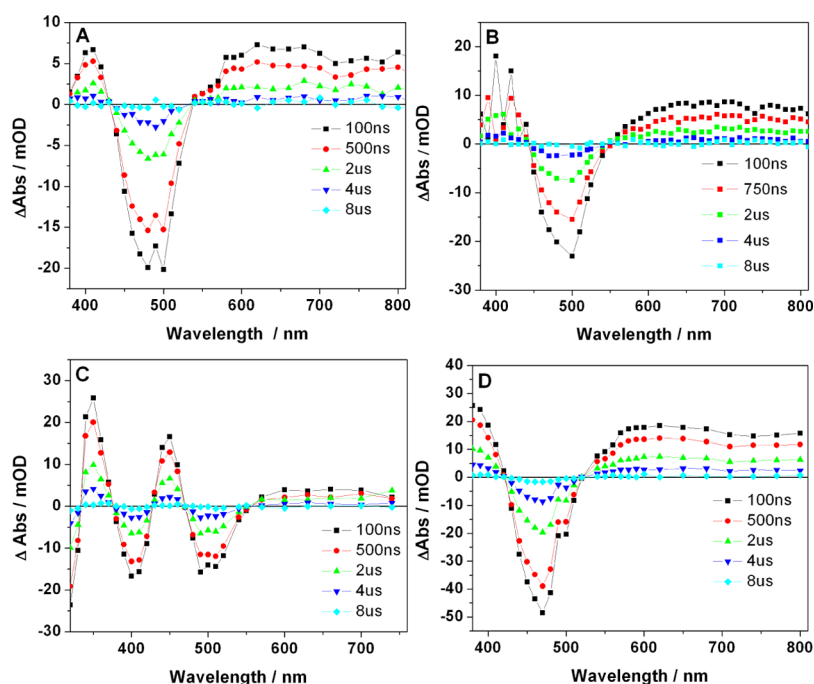 A
ΔAbs / mOD
10
5
0
-5
-10
-15
-20
100ns
500ns
2us
4us
8us
400
500
600
700
800
Wavelength / nm
B
ΔAbs / mOD
20
10
0
-10
-20
-30
100ns
750ns
2us
4us
8us
400
500
600
700
800
Wavelength / nm
C
Δ Abs / mOD
30
20
10
0
-10
-20
-30
100ns
500ns
2us
4us
8us
400
500
600
700
Wavelength / nm
D
ΔAbs / mOD
40
30
20
10
0
-10
-20
-30
-40
-50
100ns
500ns
2us
4us
8us
400
500
600
700
800
Wavelength / nm